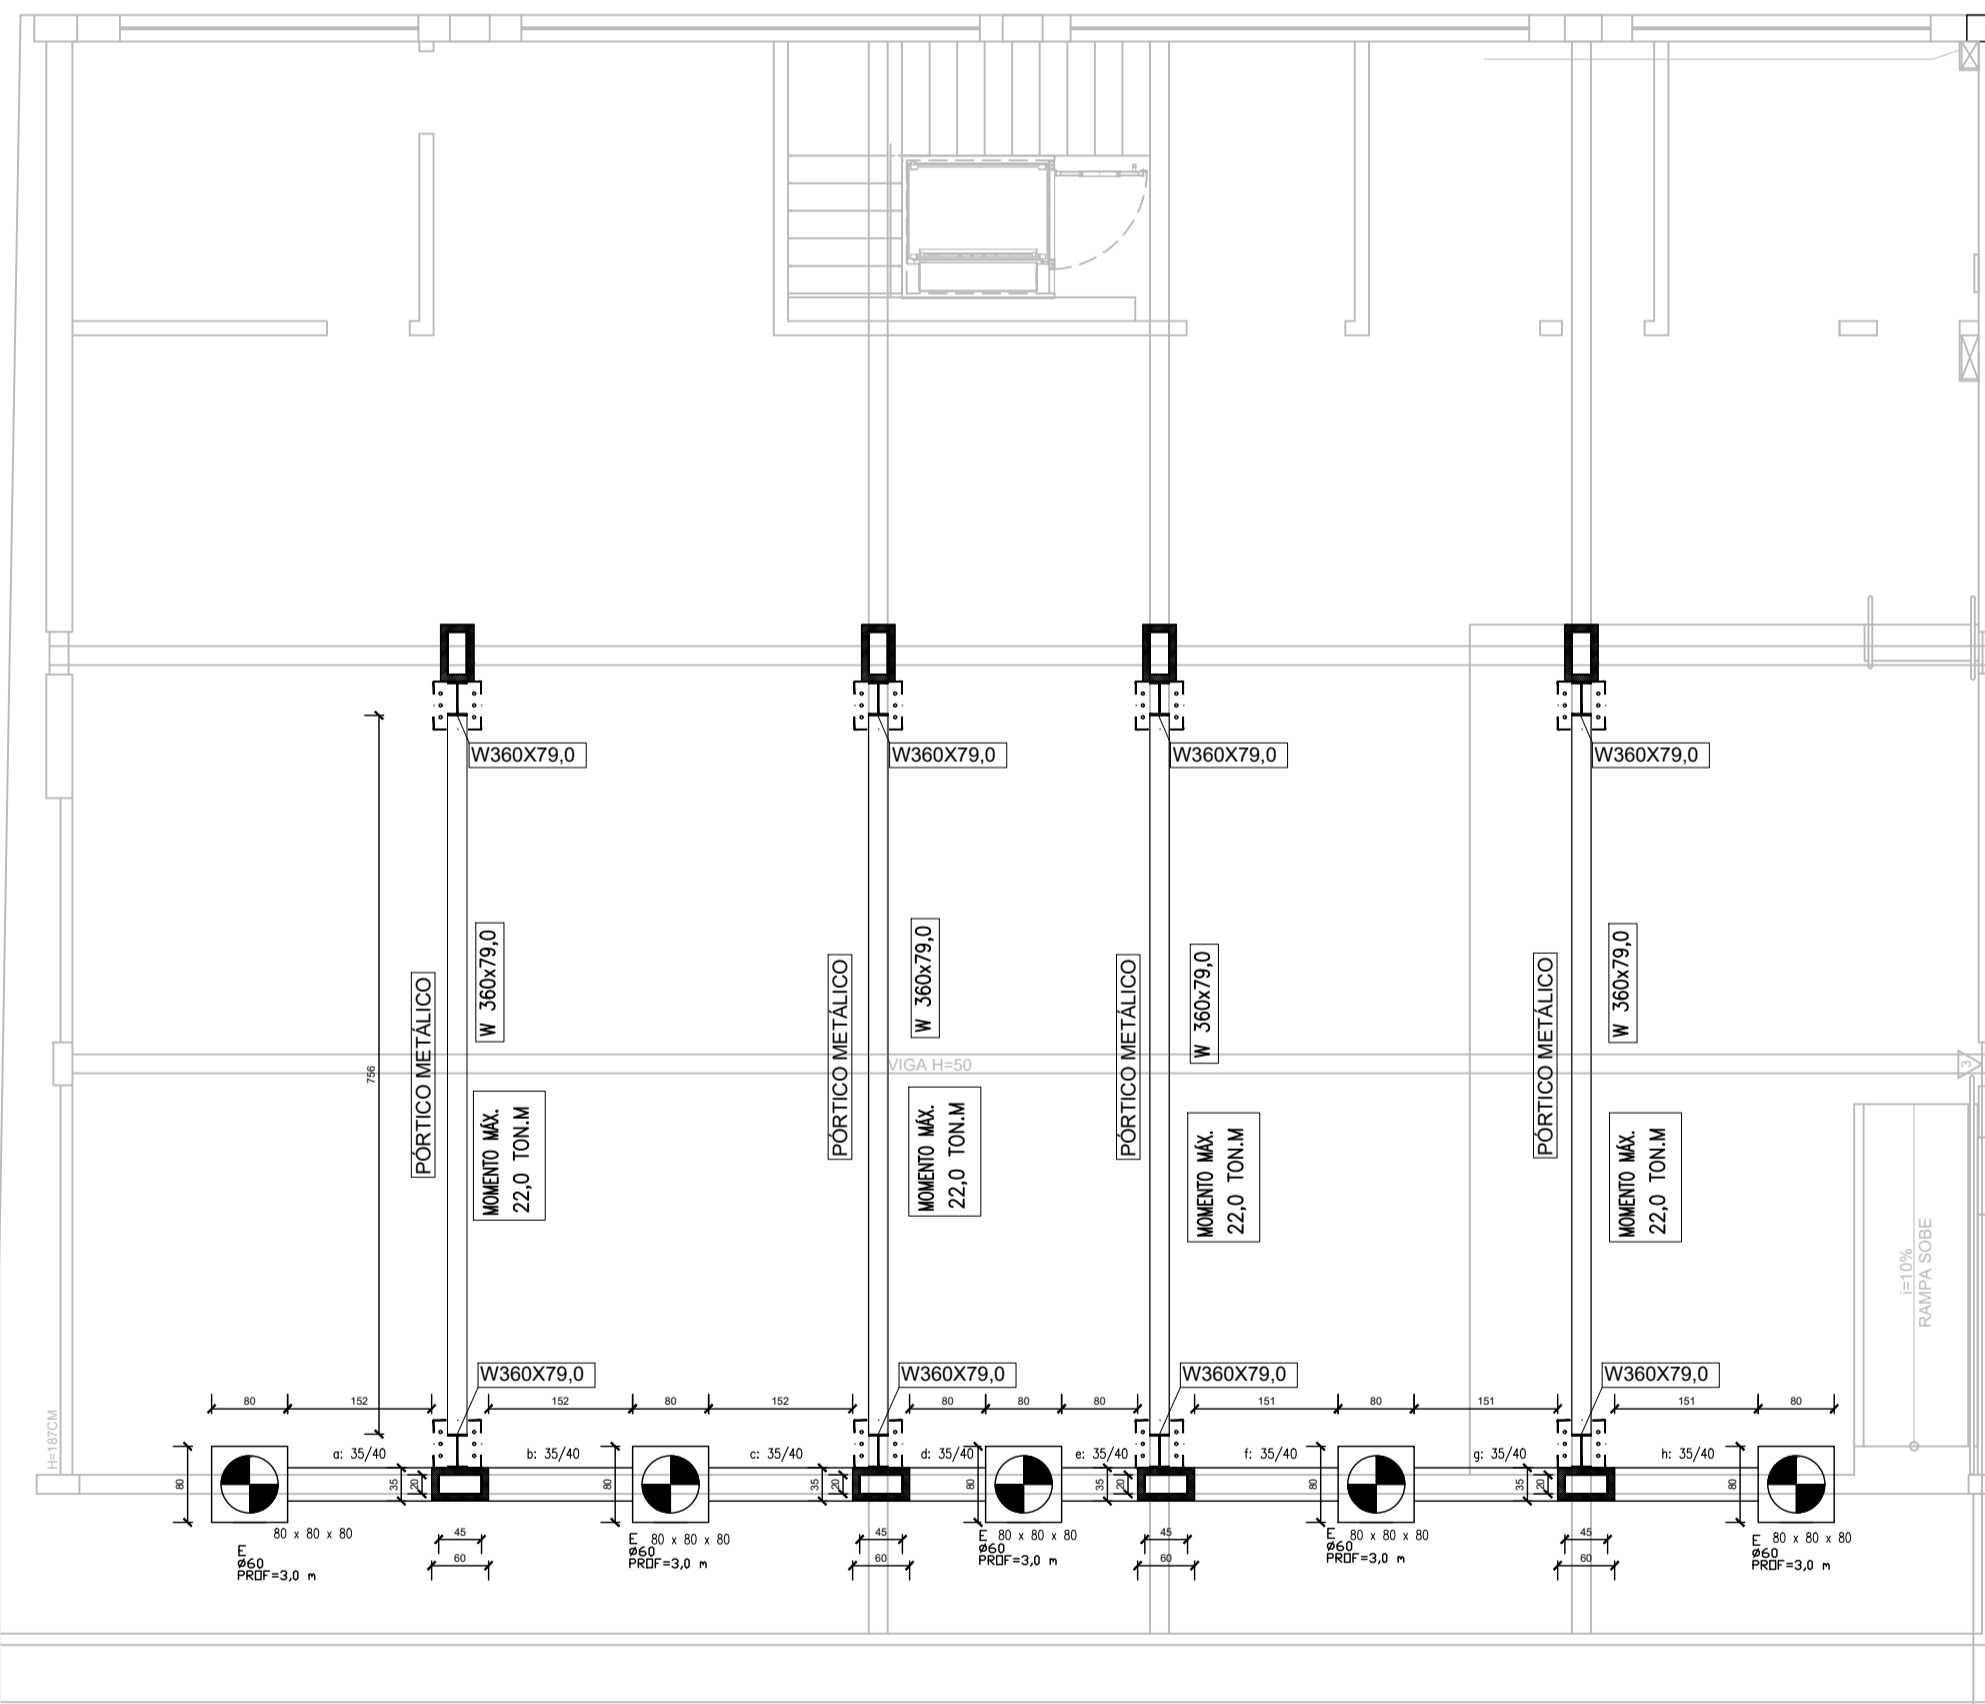 W360X79,0
W360X79,0
W360X79,0
W360X79,0
756
PÓRTICO METÁLICO
W 360x79,0
MOMENTO MÁX.
22,0 TON.M
PÓRTICO METÁLICO
W 360x79,0
MOMENTO MÁX.
22,0 TON.M
PÓRTICO METÁLICO
W 360x79,0
MOMENTO MÁX.
22,0 TON.M
PÓRTICO METÁLICO
W 360x79,0
MOMENTO MÁX.
22,0 TON.M
VIGA H=50
3
i=10%
RAMPA SOBE
H=187CM
W360X79,0
W360X79,0
W360X79,0
W360X79,0
80
152
152
80
152
80
80
80
151
80
151
151
80
a: 35/40
b: 35/40
c: 35/40
d: 35/40
e: 35/40
f: 35/40
g: 35/40
h: 35/40
80
35
20
80
35
20
80
35
20
80
35
20
80
80 x 80 x 80
E
Ø60
PROF=3,0 m
45
60
E 80 x 80 x 80
Ø60
PROF=3,0 m
45
60
E 80 x 80 x 80
Ø60
PROF=3,0 m
45
60
E 80 x 80 x 80
Ø60
PROF=3,0 m
45
60
E 80 x 80 x 80
Ø60
PROF=3,0 m